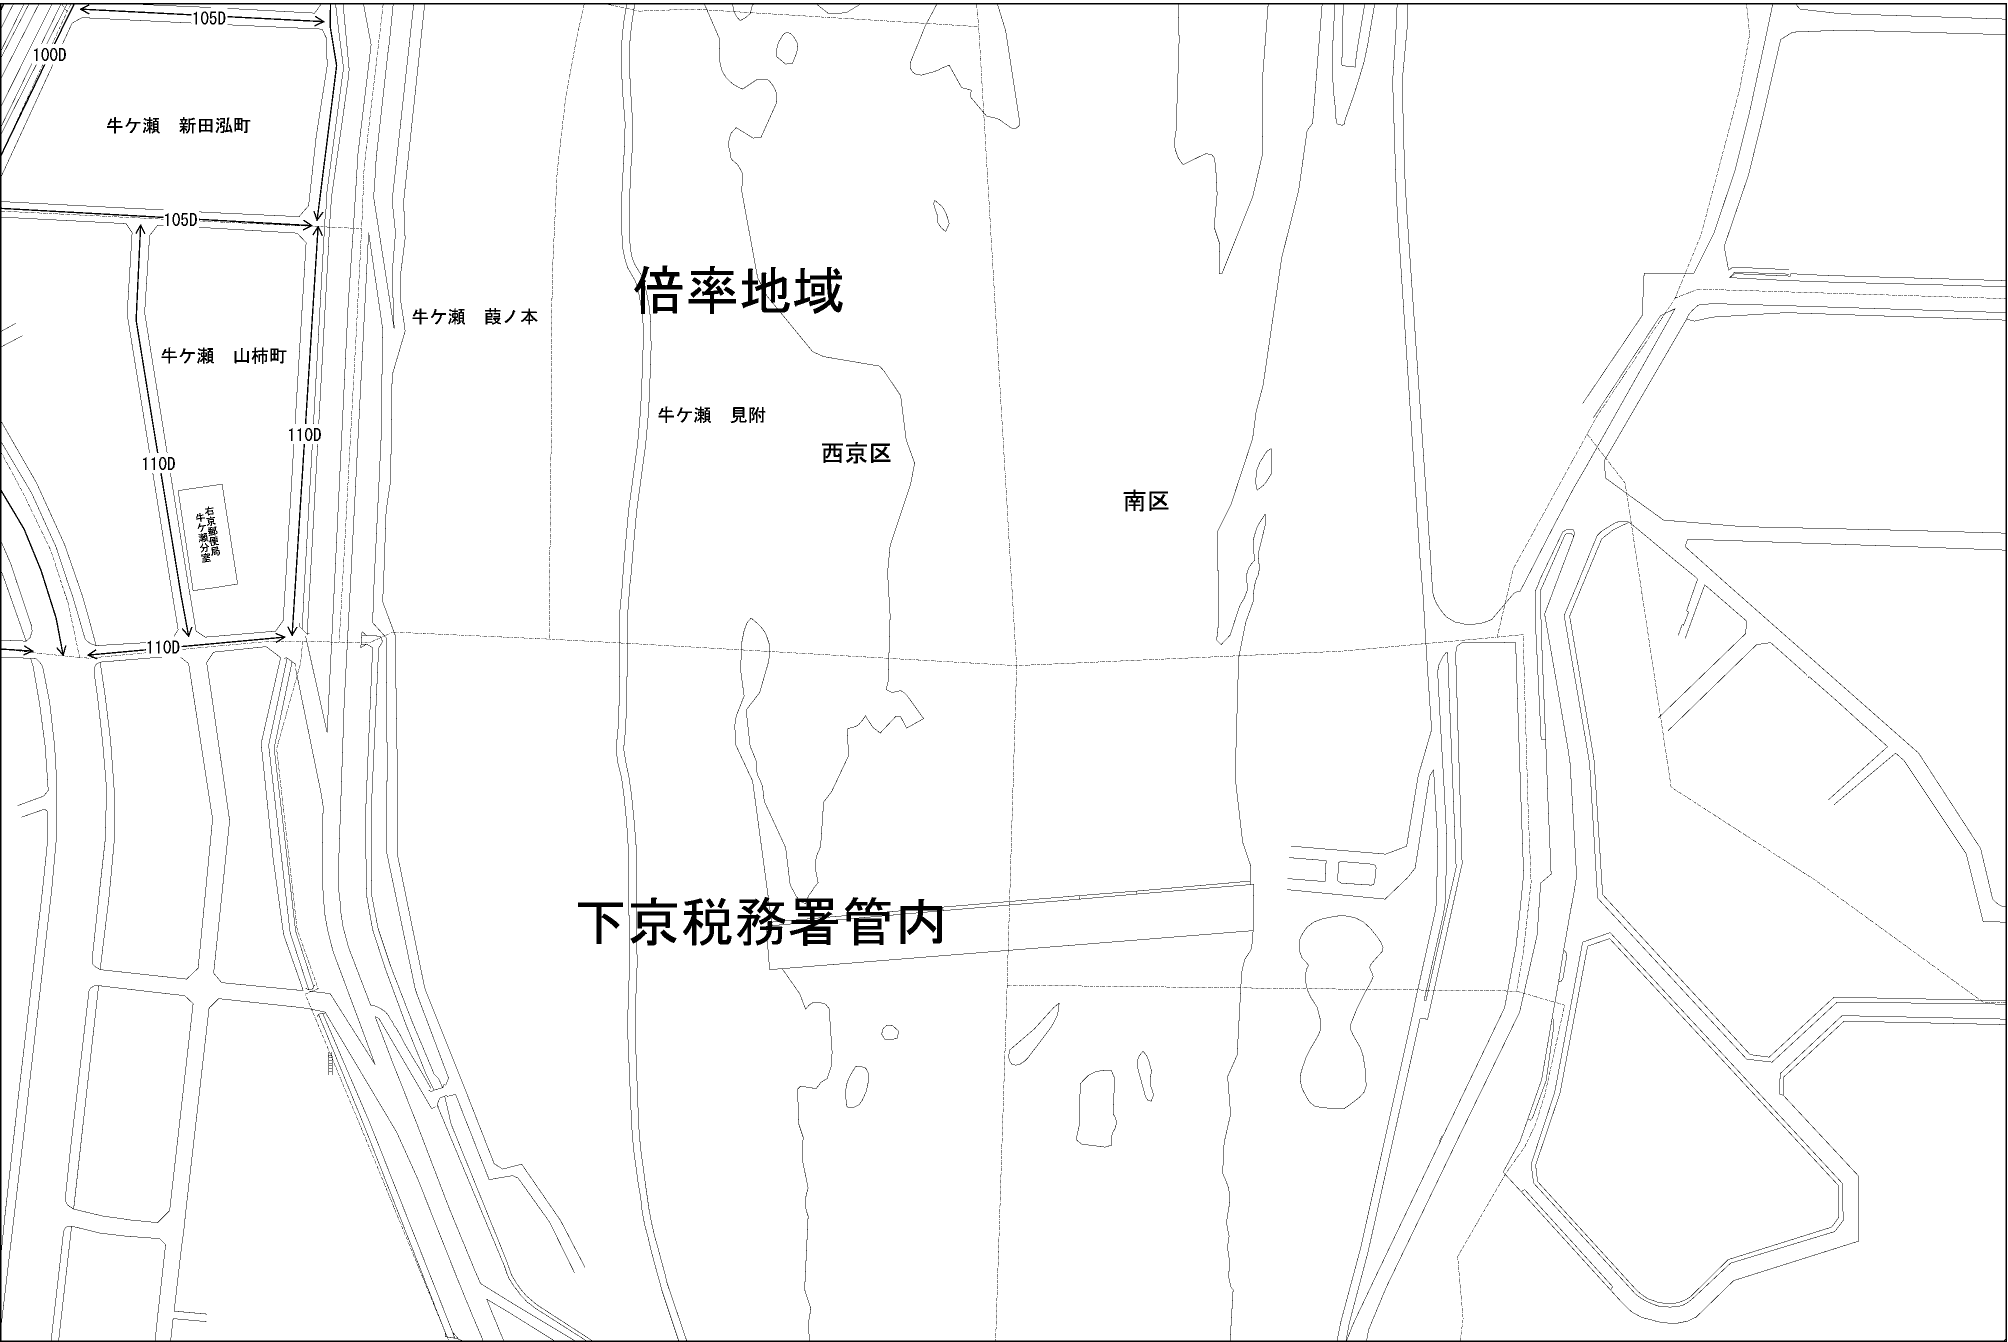 105D
100D
牛ケ瀬　新田泓町
105D
倍率地域
牛ケ瀬　葭ノ本
牛ケ瀬　山柿町
牛ケ瀬　見附
110D
西京区
110D
南区
右京郵便局
牛ケ瀬分室
110D
下京税務署管内